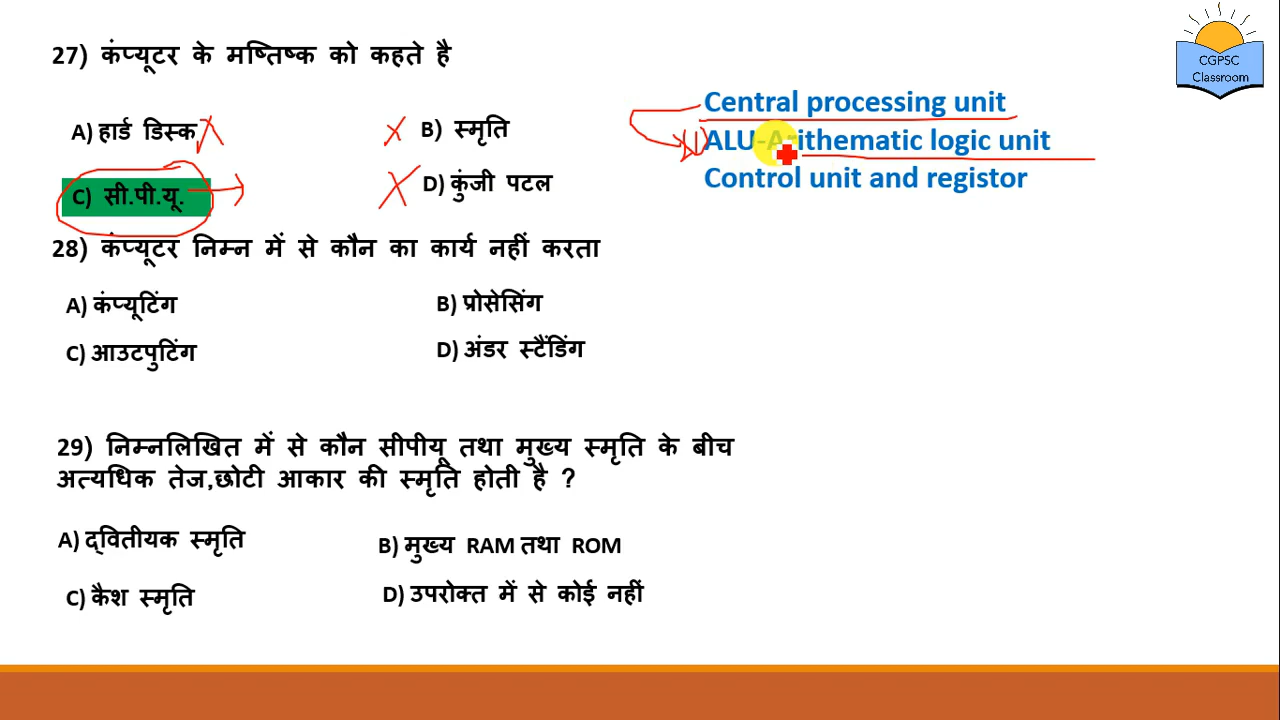 27) कंप्यूटर के मष्तिष्क को कहते है
A) हार्ड डिस्क
B) स्मृति
C) सी.पी.यू.
D) कुंजी पटल
Central processing unit
ALU-A-rithematic logic unit
Control unit and registor
CGPSC
Classroom
28) कंप्यूटर निम्न में से कौन का कार्य नहीं करता
A) कंप्यूटिंग
B) प्रोसेसिंग
C) आउटपुटिंग
D) अंडर स्टैंडिंग
29) निम्नलिखित में से कौन सीपीयू तथा मुख्य स्मृति के बीच
अत्यधिक तेज,छोटी आकार की स्मृति होती है ?
A) द्वितीयक स्मृति
B) मुख्य RAM तथा ROM
C) कैश स्मृति
D) उपरोक्त में से कोई नहीं